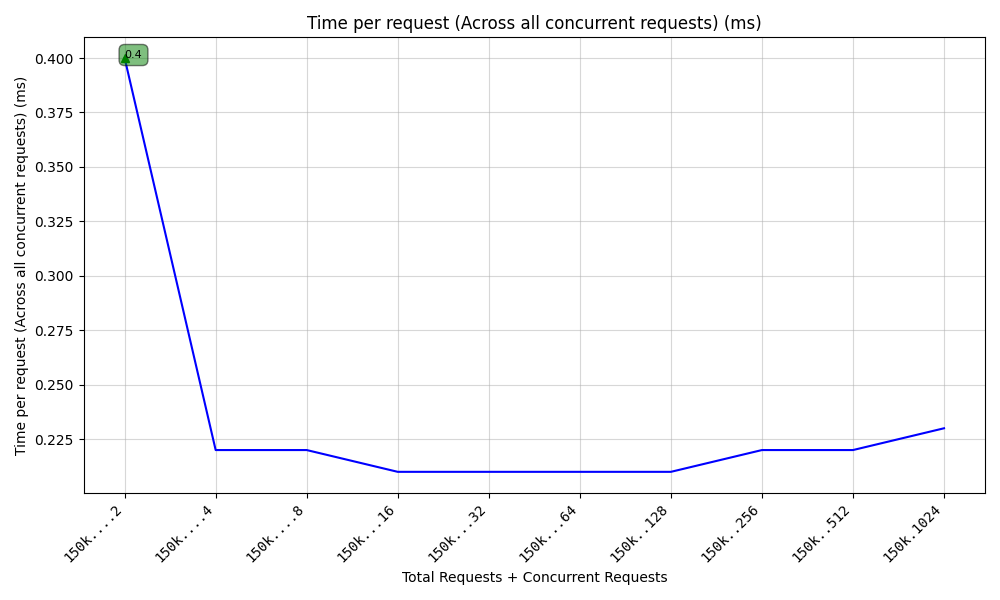 Time per request (Across all concurrent requests) (ms)
0.4
0.400
0.375
0.350
0.325
0.300
0.275
0.250
0.225
Time per request (Across all concurrent requests) (ms)
150k....2
150k....4
150k....8
150k...16
150k...32
150k...64
150k..128
150k..256
150k..512
150k.1024
Total Requests + Concurrent Requests